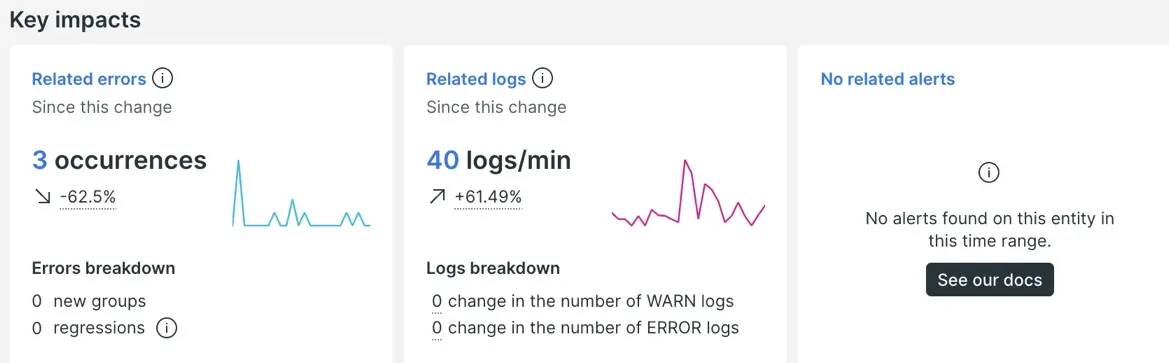 Key impacts
Related errors
Since this change
3 occurrences
-62.5%
Errors breakdown
0 new groups
0 regressions
Related logs
Since this change
40 logs/min
+61.49%
Logs breakdown
0 change in the number of WARN logs
0 change in the number of ERROR logs
No related alerts
No alerts found on this entity in
this time range.
See our docs